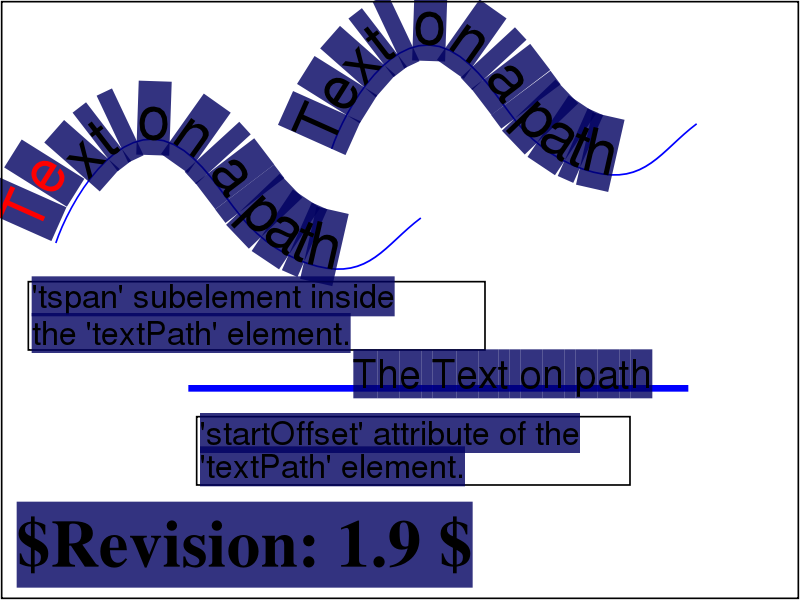 Text on a path
Text on a path
'tspan' subelement inside
the 'textPath' element.
The Text on path
'startOffset' attribute of the
'textPath' element.
$Revision: 1.9 $